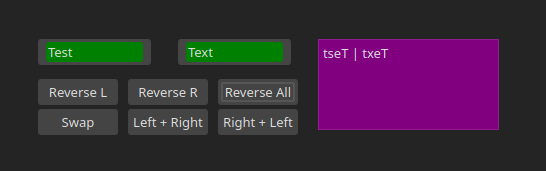 Test
Text
tseT | txeT
Reverse L
Reverse R
Reverse All
Swap
Left + Right
Right + Left